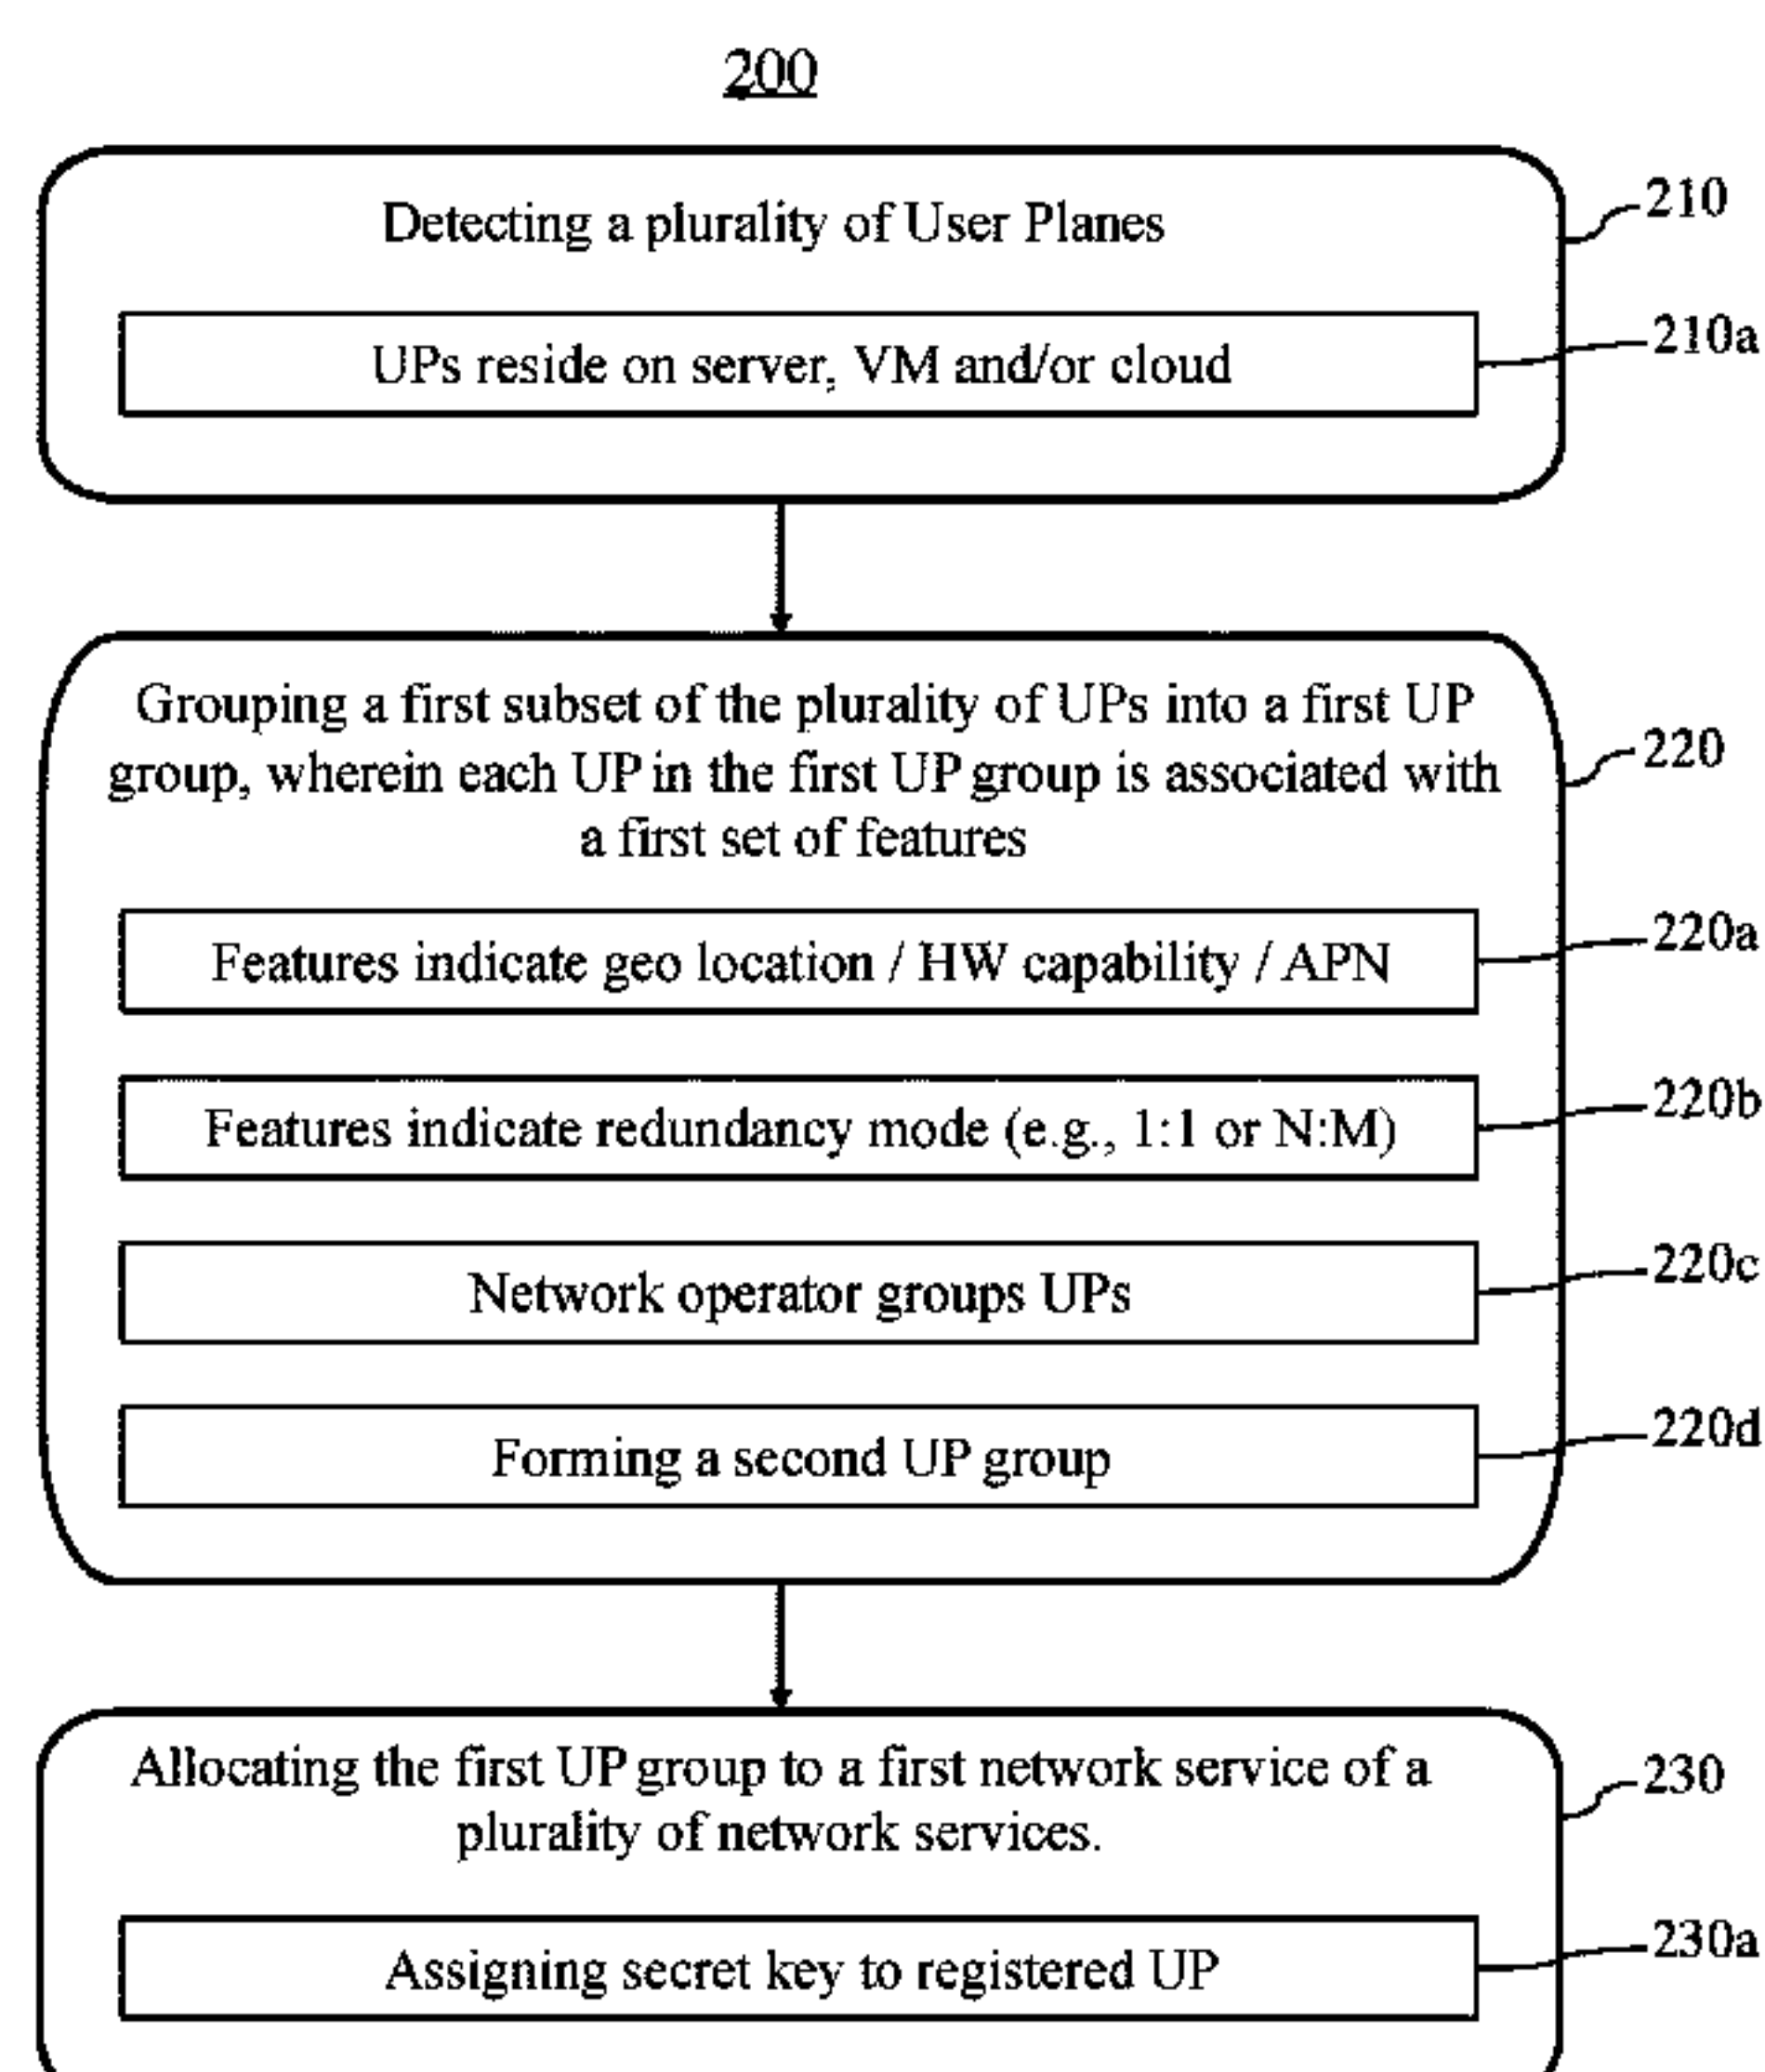 200
Detecting a plurality of User Planes
210
UPs reside on server, VM and/or cloud
210a
Grouping a first subset of the plurality of UPs into a first UP
group, wherein each UP in the first UP group is associated with
a first set of features
220
Features indicate geo location / HW capability / APN
220a
Features indicate redundancy mode (e.g., 1:1 or N:M)
220b
Network operator groups UPs
220c
Forming a second UP group
220d
Allocating the first UP group to a first network service of a
plurality of network services.
230
Assigning secret key to registered UP
230a